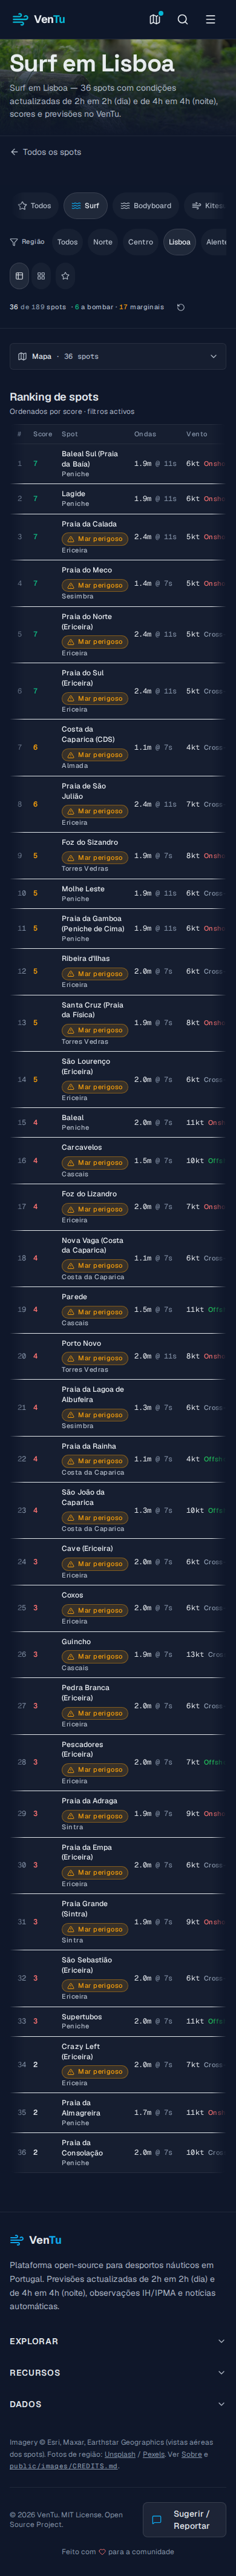 VenTu
Surf em Lisboa
Surf em Lisboa — 36 spots com condições
atualizadas de 2h em 2h (dia) e de 4h em 4h (noite),
scores e previsões no VenTu.
← Todos os spots
Todos Surf Bodyboard Kites
Região Todos Norte Centro Lisboa Alente
36 de 189 spots · 6 a bombar · 17 marginais
Mapa · 36 spots
Ranking de spots
Ordenados por score · filtros activos
# Score Spot Ondas Vento
1 7 Baleal Sul (Praia da Baía) 1.9m @ 11s 6kt Onsh
Peniche
2 7 Lagide 1.9m @ 11s 6kt Onsh
Peniche
3 7 Praia da Calada 2.4m @ 11s 5kt Onsh
Mar perigoso
Ericeira
4 7 Praia do Meco 1.4m @ 7s 5kt Onsh
Mar perigoso
Sesimbra
5 7 Praia do Norte (Ericeira) 2.4m @ 11s 5kt Cross
Mar perigoso
Ericeira
6 7 Praia do Sul (Ericeira) 2.4m @ 11s 5kt Cross
Mar perigoso
Ericeira
7 6 Costa da Caparica (CDS) 1.1m @ 7s 4kt Cross
Mar perigoso
Almada
8 6 Praia de São Julião 2.4m @ 11s 7kt Cross
Mar perigoso
Ericeira
9 5 Foz do Sizandro 1.9m @ 7s 8kt Onsh
Mar perigoso
Torres Vedras
10 5 Molhe Leste 1.9m @ 11s 6kt Cross
Peniche
11 5 Praia da Gamboa (Peniche de Cima) 1.9m @ 11s 6kt Onsh
Peniche
12 5 Ribeira d'Ilhas 2.0m @ 7s 6kt Cross
Mar perigoso
Ericeira
13 5 Santa Cruz (Praia da Física) 1.9m @ 7s 8kt Onsh
Mar perigoso
Torres Vedras
14 5 São Lourenço (Ericeira) 2.0m @ 7s 6kt Cross
Mar perigoso
Ericeira
15 4 Baleal 2.0m @ 7s 11kt Ons
Peniche
16 4 Carcavelos 1.5m @ 7s 10kt Offs
Mar perigoso
Cascais
17 4 Foz do Lizandro 2.0m @ 7s 7kt Onsh
Mar perigoso
Ericeira
18 4 Nova Vaga (Costa da Caparica) 1.1m @ 7s 6kt Cross
Mar perigoso
Costa da Caparica
19 4 Parede 1.5m @ 7s 11kt Offs
Mar perigoso
Cascais
20 4 Porto Novo 2.0m @ 11s 8kt Onsh
Mar perigoso
Torres Vedras
21 4 Praia da Lagoa de Albufeira 1.3m @ 7s 6kt Cross
Mar perigoso
Sesimbra
22 4 Praia da Rainha 1.1m @ 7s 4kt Offsh
Mar perigoso
Costa da Caparica
23 4 São João da Caparica 1.3m @ 7s 10kt Offs
Mar perigoso
Costa da Caparica
24 3 Cave (Ericeira) 2.0m @ 7s 6kt Cross
Mar perigoso
Ericeira
25 3 Coxos 2.0m @ 7s 6kt Cross
Mar perigoso
Ericeira
26 3 Guincho 1.9m @ 7s 13kt Cros
Mar perigoso
Cascais
27 3 Pedra Branca (Ericeira) 2.0m @ 7s 6kt Cross
Mar perigoso
Ericeira
28 3 Pescadores (Ericeira) 2.0m @ 7s 7kt Offsh
Mar perigoso
Ericeira
29 3 Praia da Adraga 1.9m @ 7s 9kt Onsh
Mar perigoso
Sintra
30 3 Praia da Empa (Ericeira) 2.0m @ 7s 6kt Cross
Mar perigoso
Ericeira
31 3 Praia Grande (Sintra) 1.9m @ 7s 9kt Onsh
Mar perigoso
Sintra
32 3 São Sebastião (Ericeira) 2.0m @ 7s 6kt Cross
Mar perigoso
Ericeira
33 3 Supertubos 2.0m @ 7s 11kt Offs
Peniche
34 2 Crazy Left (Ericeira) 2.0m @ 7s 7kt Cross
Mar perigoso
Ericeira
35 2 Praia da Almagreira 1.7m @ 7s 11kt Ons
Peniche
36 2 Praia da Consolação 2.0m @ 7s 10kt Cros
Peniche
VenTu
Plataforma open-source para desportos náuticos em
Portugal. Previsões actualizadas de 2h em 2h (dia) e
de 4h em 4h (noite), observações IH/IPMA e notícias
automáticas.
EXPLORAR
RECURSOS
DADOS
Imagery © Esri, Maxar, Earthstar Geographics (vistas aéreas
dos spots). Fotos de região: Unsplash / Pexels. Ver Sobre e
public/images/CREDITS.md.
© 2026 VenTu. MIT License. Open
Source Project.
Sugerir /
Reportar
Feito com ♡ para a comunidade